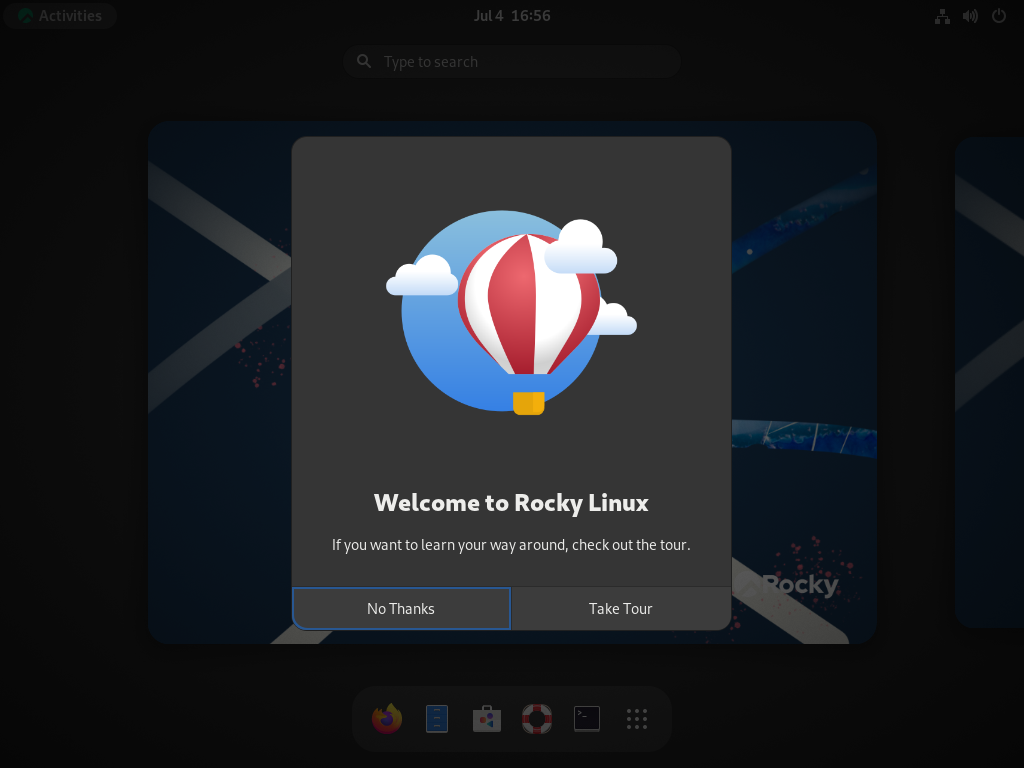 Activities
Jul 4 16:56
Type to search
Welcome to Rocky Linux
If you want to learn your way around, check out the tour.
No Thanks
Take Tour
Rocky
>_